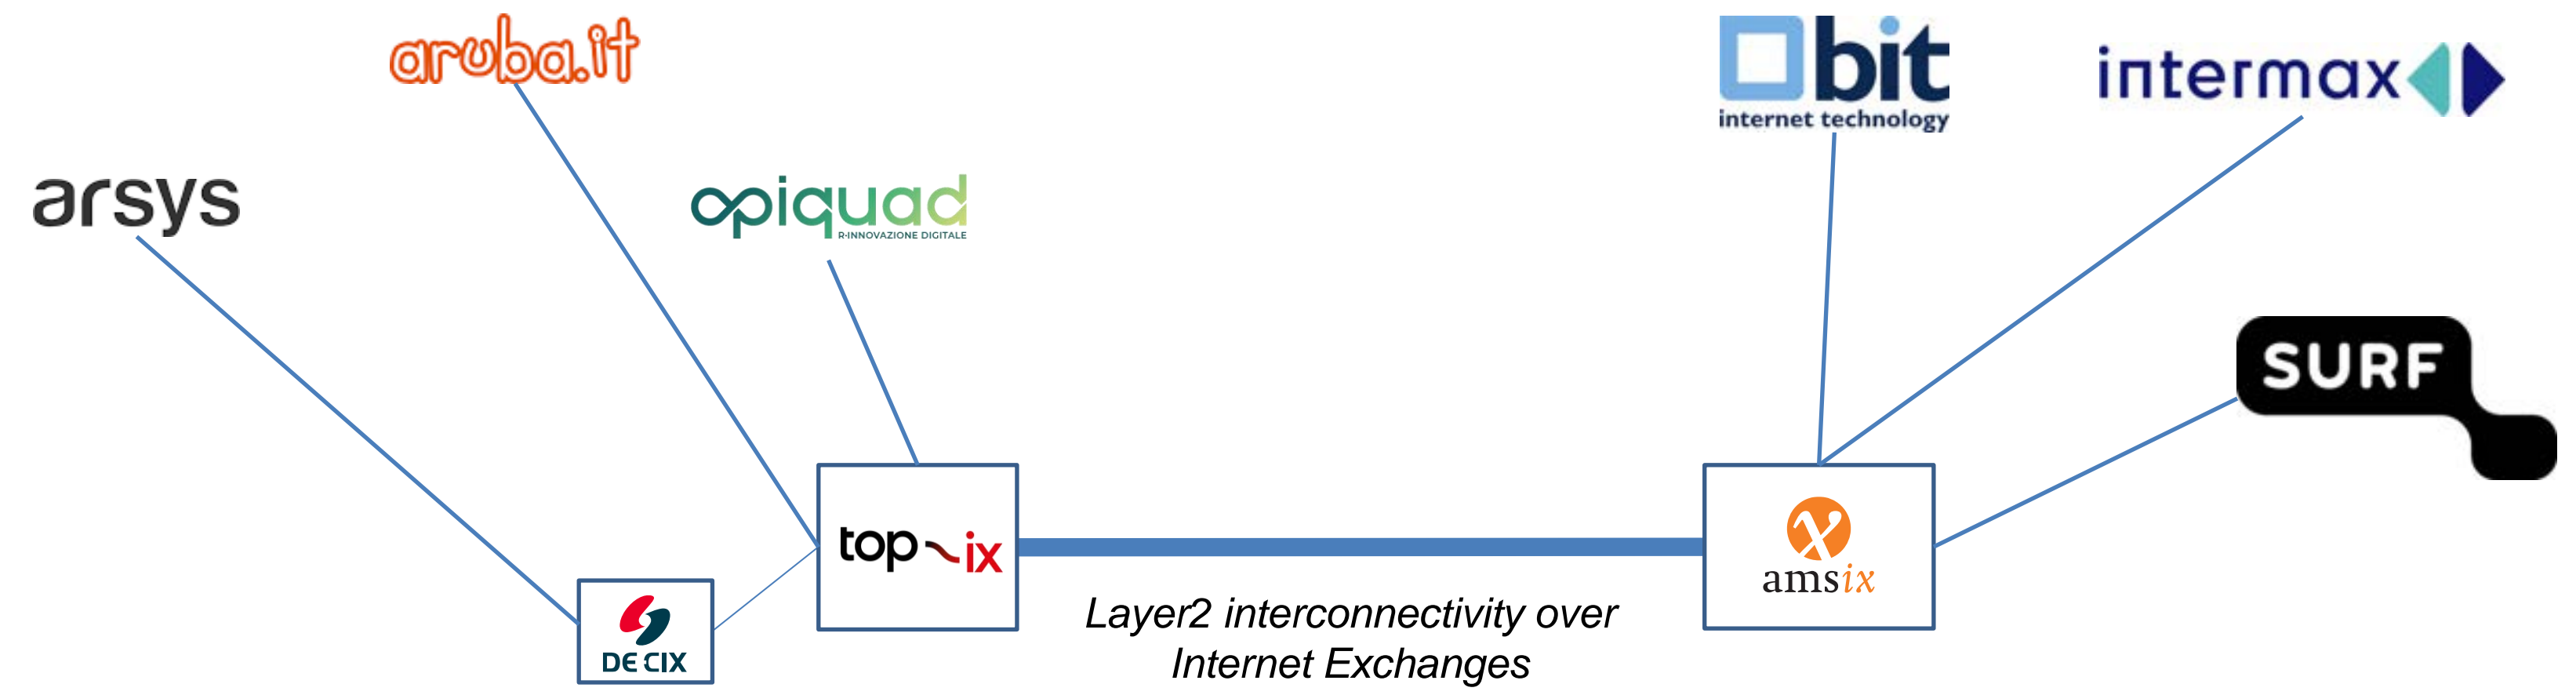 aruba.it
bit
internet technology
intermax
arsys
opiquad
R-INNOVAZIONE DIGITALE
SURF
top-ix
amsix
DE CIX
Layer2 interconnectivity over
Internet Exchanges